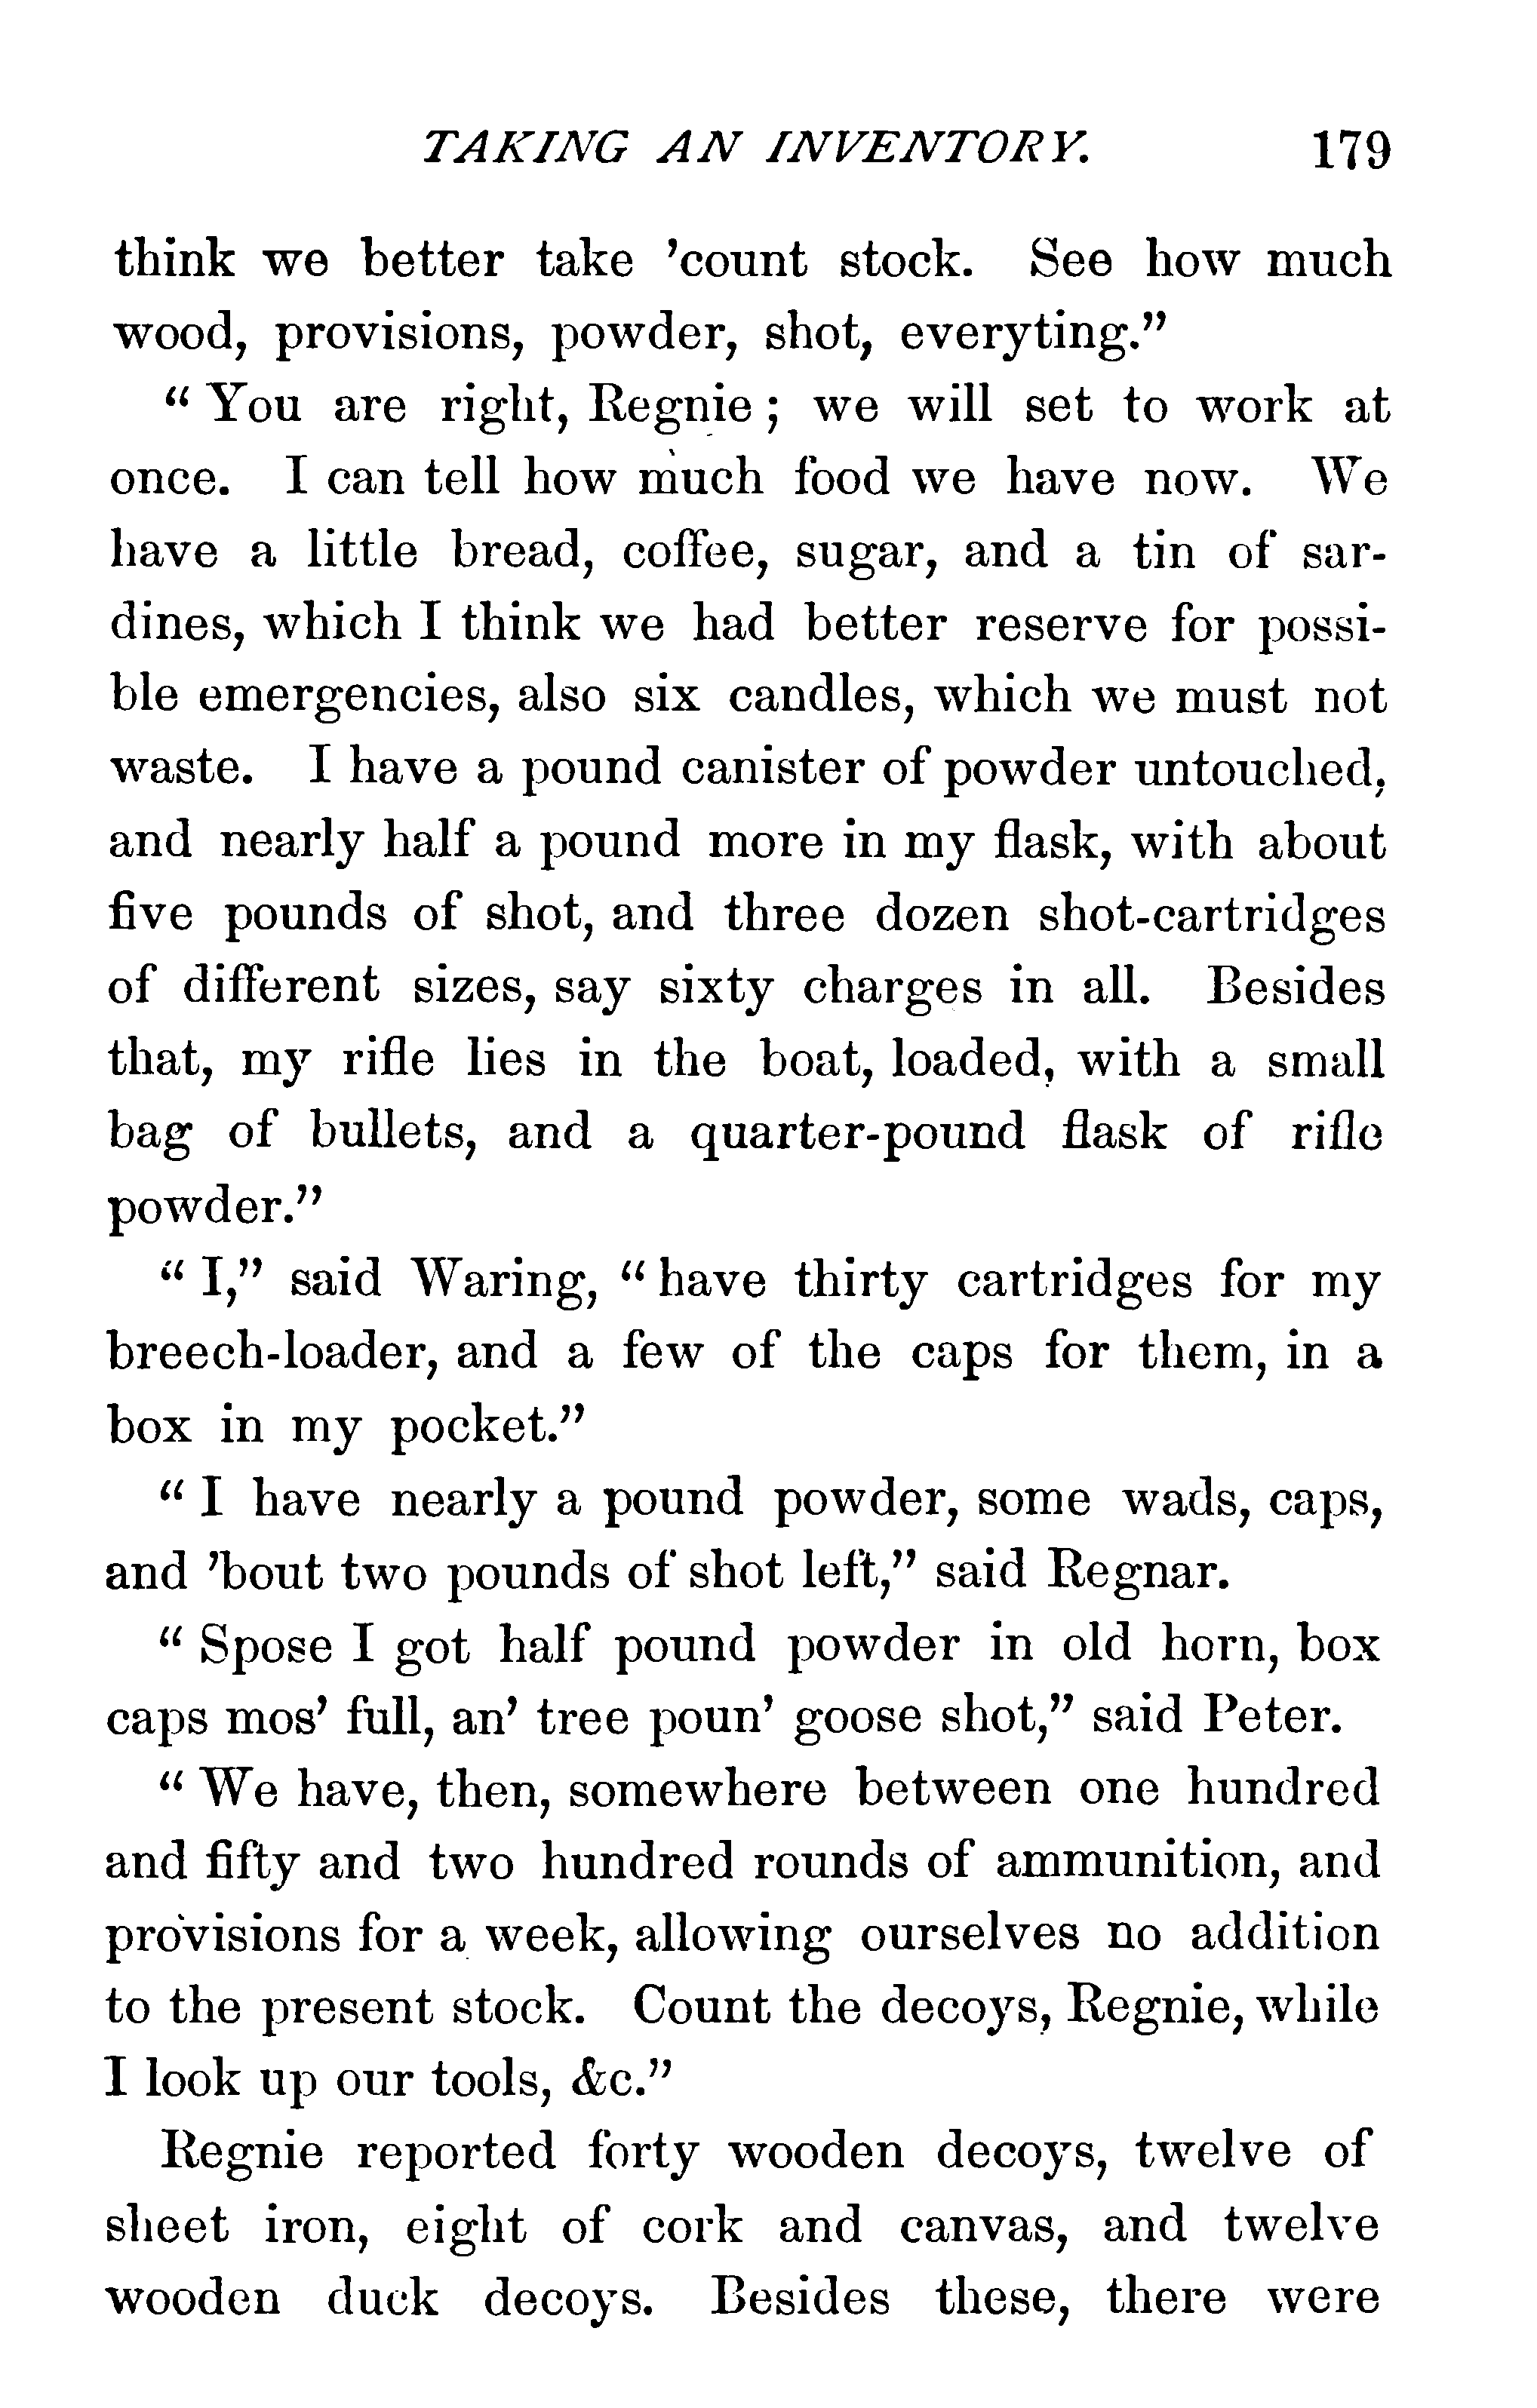 TAKING AN INVENTORY. 179
think we better take ’count stock. See how much
wood, provisions, powder, shot, everyting.”
“ You are right, Regnie ; we will set to work at
once. I can tell how much food we have now. We
have a little bread, coffee, sugar, and a tin of sar-
dines, which I think we had better reserve for possi-
ble emergencies, also six candles, which we must not
waste. I have a pound canister of powder untouched,
and nearly half a pound more in my flask, with about
five pounds of shot, and three dozen shot-cartridges
of different sizes, say sixty charges in all. Besides
that, my rifle lies in the boat, loaded, with a small
bag of bullets, and a quarter-pound flask of rifle
powder.”
“ I,” said Waring, “ have thirty cartridges for my
breech-loader, and a few of the caps for them, in a
box in my pocket.”
“ I have nearly a pound powder, some wads, caps,
and ’bout two pounds of shot left,” said Regnar.
“ Spose I got half pound powder in old horn, box
caps mos’ full, an’ tree poun’ goose shot,” said Peter.
“ We have, then, somewhere between one hundred
and fifty and two hundred rounds of ammunition, and
provisions for a week, allowing ourselves no addition
to the present stock. Count the decoys, Regnie, while
I look up our tools, &c.”
Regnie reported forty wooden decoys, twelve of
sheet iron, eight of cork and canvas, and twelve
wooden duck decoys. Besides these, there were